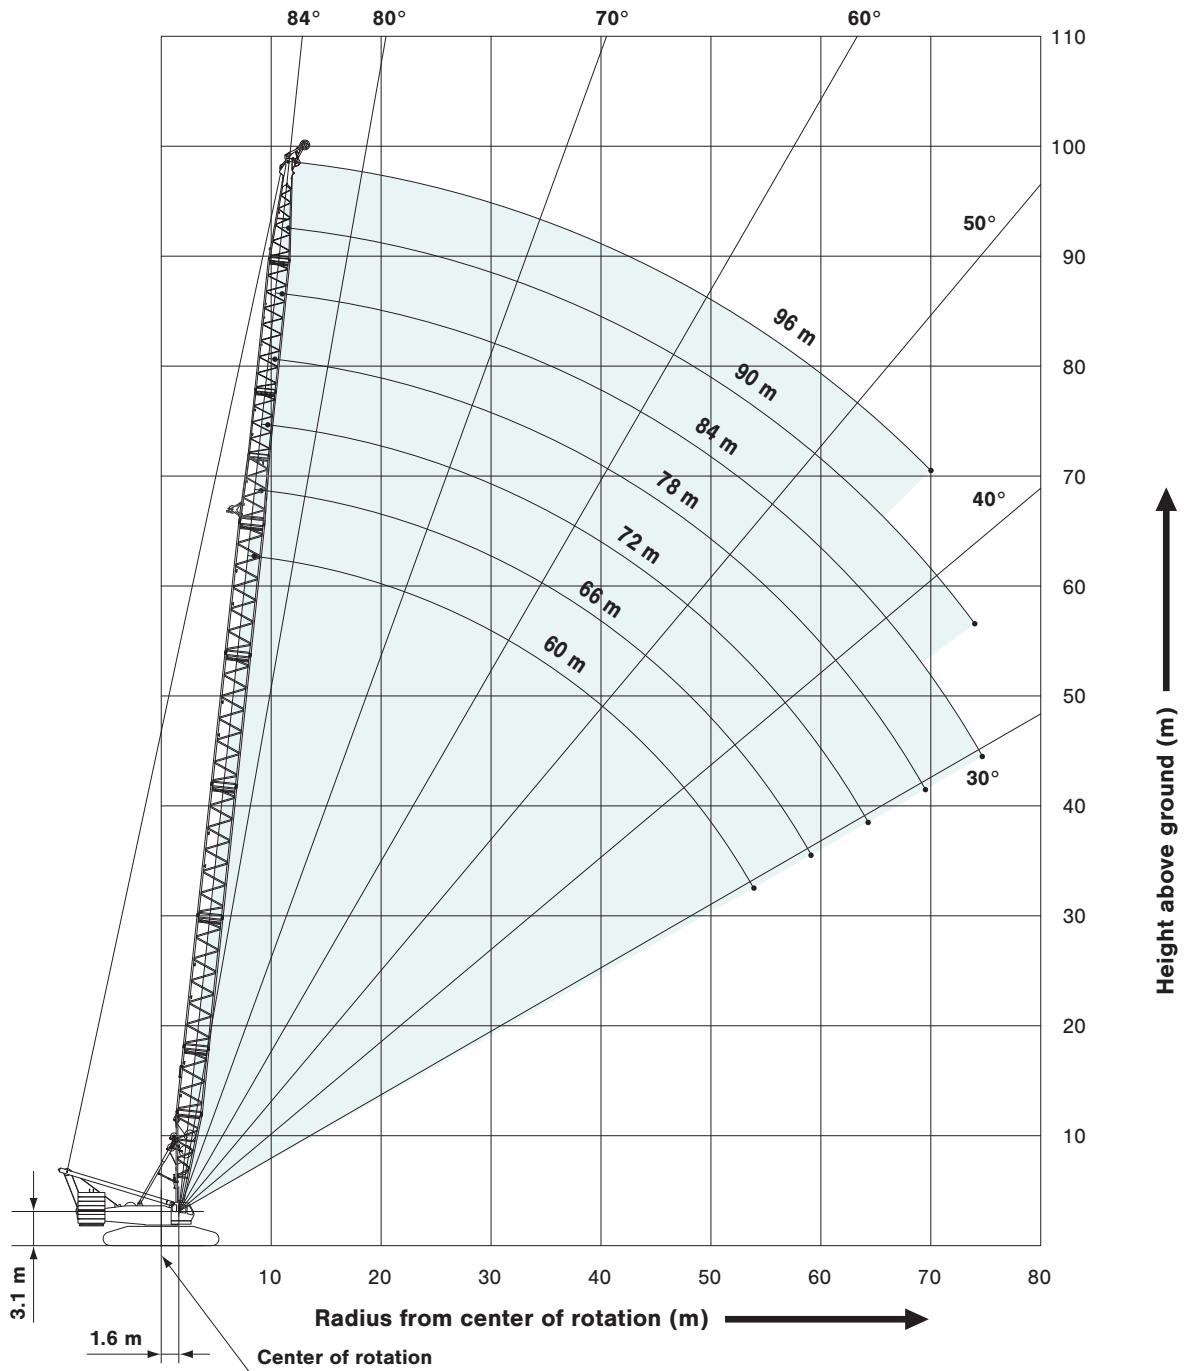 84° 80° 70° 60°
110
100
50°
90
96 m
90 m
80
84 m
78 m
70
40°
72 m
66 m
60
60 m
50
30°
40
30
20
10
Height above ground (m)
3.1 m
10 20 30 40 50 60 70 80
Radius from center of rotation (m)
1.6 m
Center of rotation